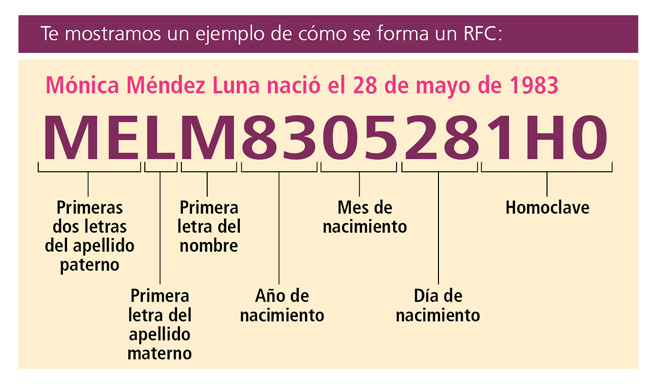 Te mostramos un ejemplo de cómo se forma un RFC:
Mónica Méndez Luna nació el 28 de mayo de 1983
MELM8305281H0
Primeras
dos letras
del apellido
paterno
Primera
letra del
apellido
materno
Primera
letra del
nombre
Año de
nacimiento
Mes de
nacimiento
Día de
nacimiento
Homoclave